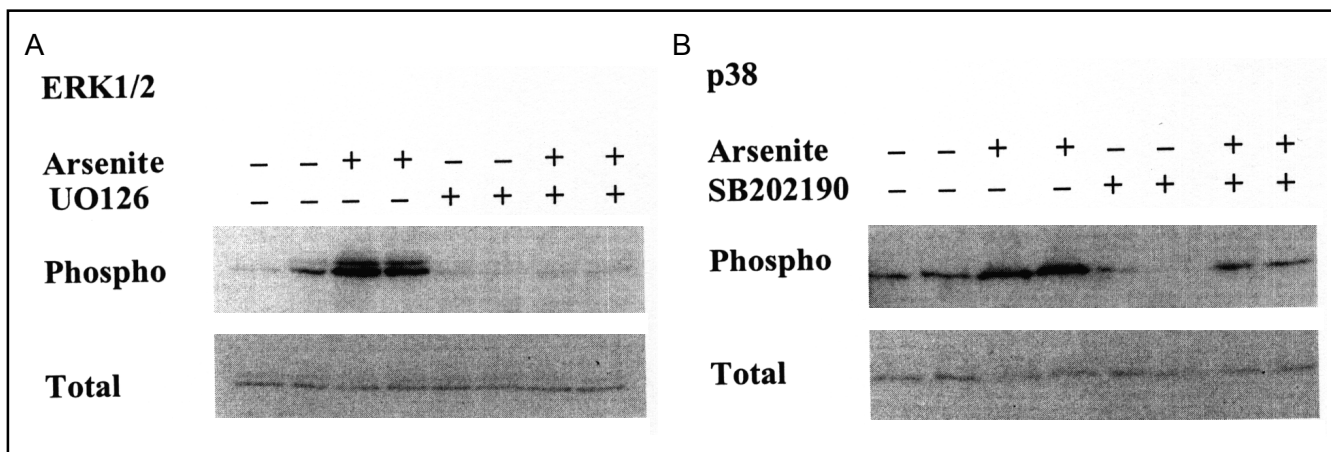 A
ERK1/2
Arsenite − − + + − − + +
UO126 − − − − + + + +
Phospho
Total
B
p38
Arsenite − − + + − − + +
SB202190 − − − − + + + +
Phospho
Total